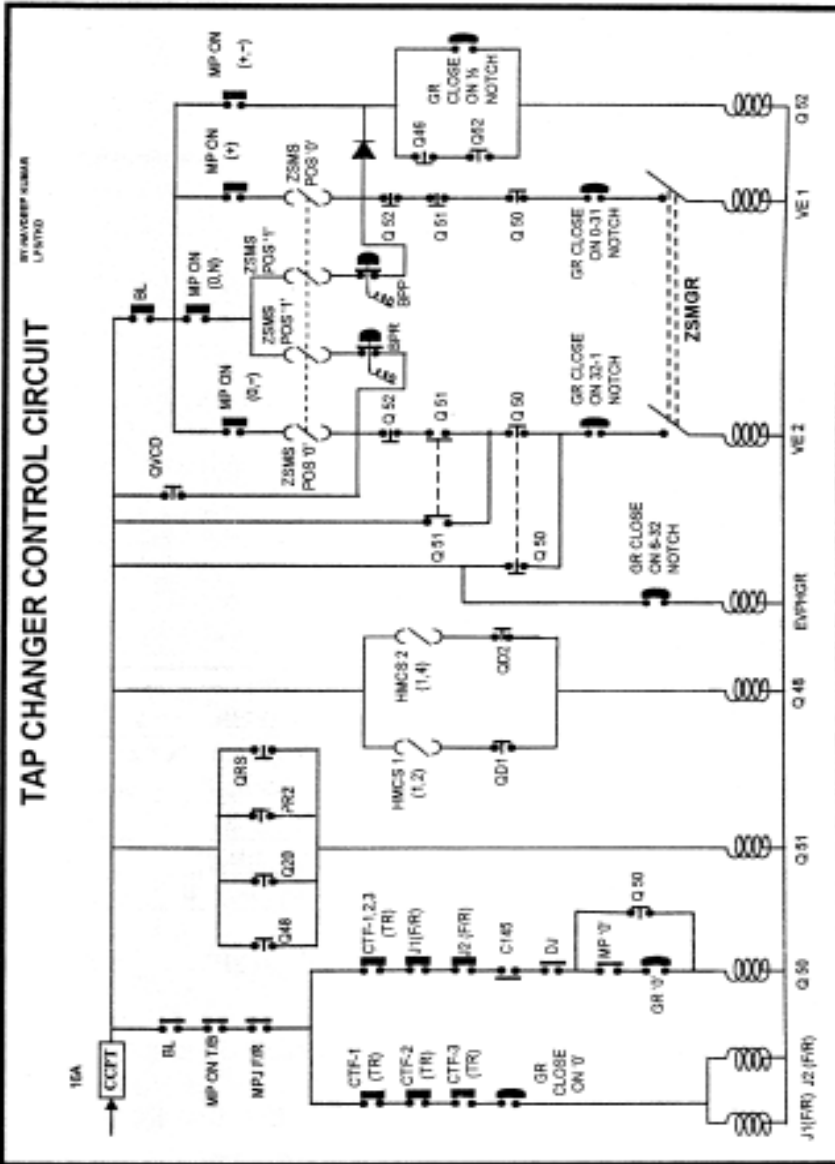 TAP CHANGER CONTROL CIRCUIT
BY NAVDEEP KUMAR
LPI/TKD
16A
CCPT
BL
MP ON T/B
MPJ F/R
CTF-1
(TR)
CTF-2
(TR)
CTF-3
(TR)
GR
CLOSE
ON '0'
J1(F/R)
J2 (F/R)
CTF-1,2,3
(TR)
J1(F/R)
J2 (F/R)
C145
DJ
MP '0'
GR '0'
Q 50
Q 50
Q48
Q20
PR2
QRS
Q 51
HMCS 1
(1,2)
HMCS 2
(1,4)
QD1
QD2
Q 48
GR CLOSE
ON 6-32
NOTCH
EVPHGR
Q 51
Q 50
QVCD
BL
MP ON
(0,N)
MP ON
(0,-)
ZSMS
POS '0'
Q 52
Q 51
Q 50
GR CLOSE
ON 32-1
NOTCH
VE 2
ZSMS
POS '1'
BPR
ZSMS
POS '1'
BPP
MP ON
(+)
ZSMS
POS '0'
Q 52
Q 51
Q 50
GR CLOSE
ON 0-31
NOTCH
ZSMGR
VE 1
MP ON
(+,-)
GR
CLOSE
ON ½
NOTCH
Q46
Q52
Q 52